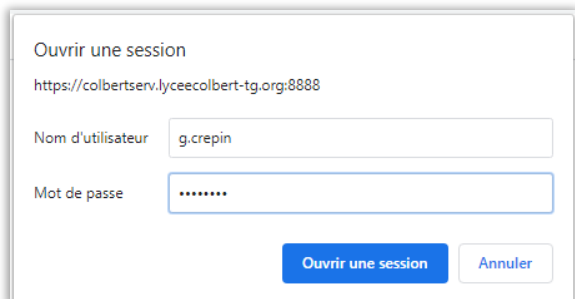 Ouvrir une session
https://colbertserv.lyceecolbert-tg.org:8888
Nom d'utilisateur g.crepin
Mot de passe ••••••••
Ouvrir une session Annuler